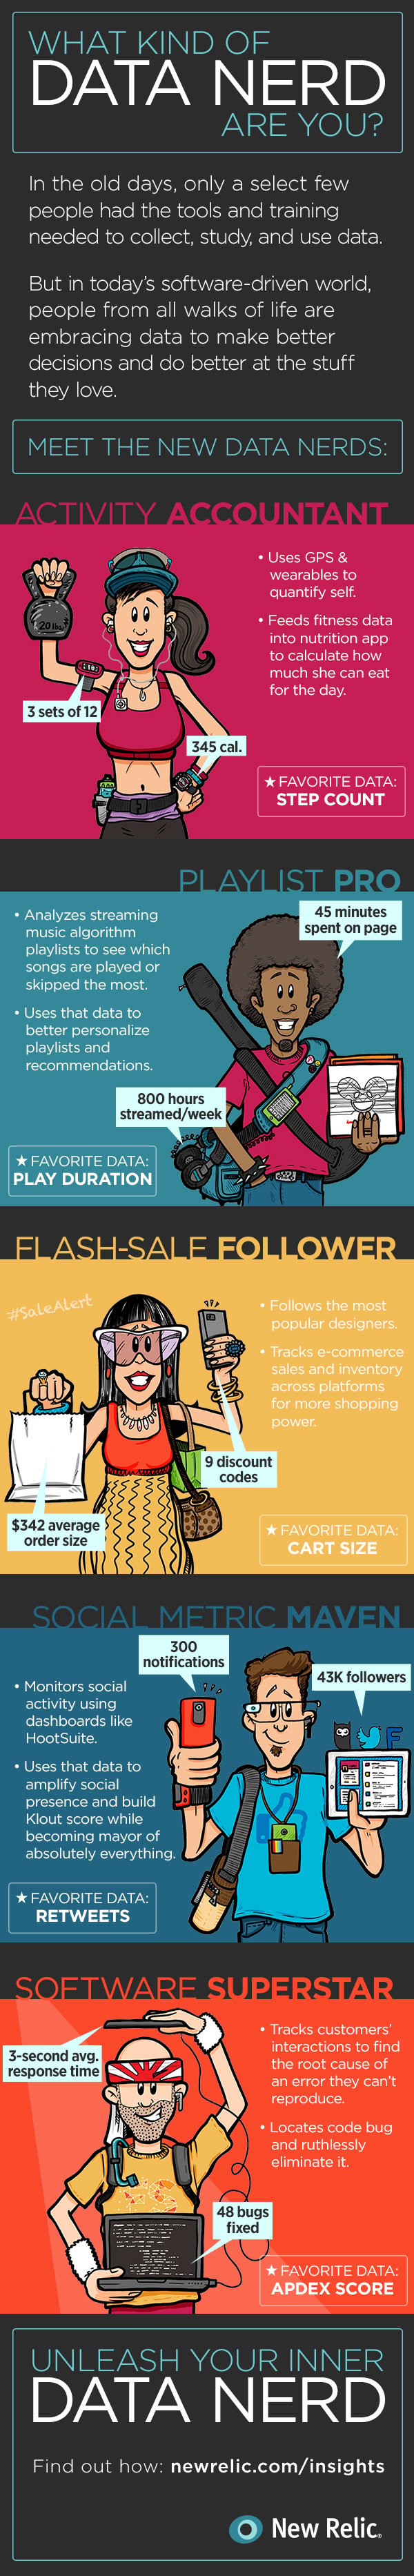 WHAT KIND OF
DATA NERD
ARE YOU?
In the old days, only a select few
people had the tools and training
needed to collect, study, and use data.
But in today's software-driven world,
people from all walks of life are
embracing data to make better
decisions and do better at the stuff
they love.
MEET THE NEW DATA NERDS:
ACTIVITY ACCOUNTANT
• Uses GPS &
wearables to
quantify self.
• Feeds fitness data
into nutrition app
to calculate how
much she can eat
for the day.
20 lbs.
3 sets of 12
345 cal.
★ FAVORITE DATA:
STEP COUNT
PLAYLIST PRO
• Analyzes streaming
music algorithm
playlists to see which
songs are played or
skipped the most.
• Uses that data to
better personalize
playlists and
recommendations.
45 minutes
spent on page
800 hours
streamed/week
★ FAVORITE DATA:
PLAY DURATION
FLASH-SALE FOLLOWER
#SaleAlert
• Follows the most
popular designers.
• Tracks e-commerce
sales and inventory
across platforms
for more shopping
power.
9 discount
codes
$342 average
order size
★ FAVORITE DATA:
CART SIZE
SOCIAL METRIC MAVEN
300
notifications
43K followers
• Monitors social
activity using
dashboards like
HootSuite.
• Uses that data to
amplify social
presence and build
Klout score while
becoming mayor of
absolutely everything.
F
★ FAVORITE DATA:
RETWEETS
SOFTWARE SUPERSTAR
• Tracks customers'
interactions to find
the root cause of
an error they can't
reproduce.
• Locates code bug
and ruthlessly
eliminate it.
3-second avg.
response time
48 bugs
fixed
★ FAVORITE DATA:
APDEX SCORE
UNLEASH YOUR INNER
DATA NERD
Find out how: newrelic.com/insights
New Relic.